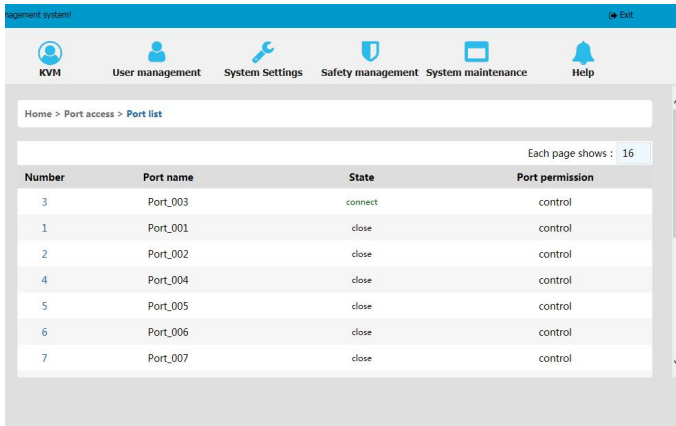 management system!
Exit
KVM User management System Settings Safety management System maintenance Help
Home > Port access > Port list
Each page shows : 16
Number Port name State Port permission
3 Port_003 connect control
1 Port_001 close control
2 Port_002 close control
4 Port_004 close control
5 Port_005 close control
6 Port_006 close control
7 Port_007 close control